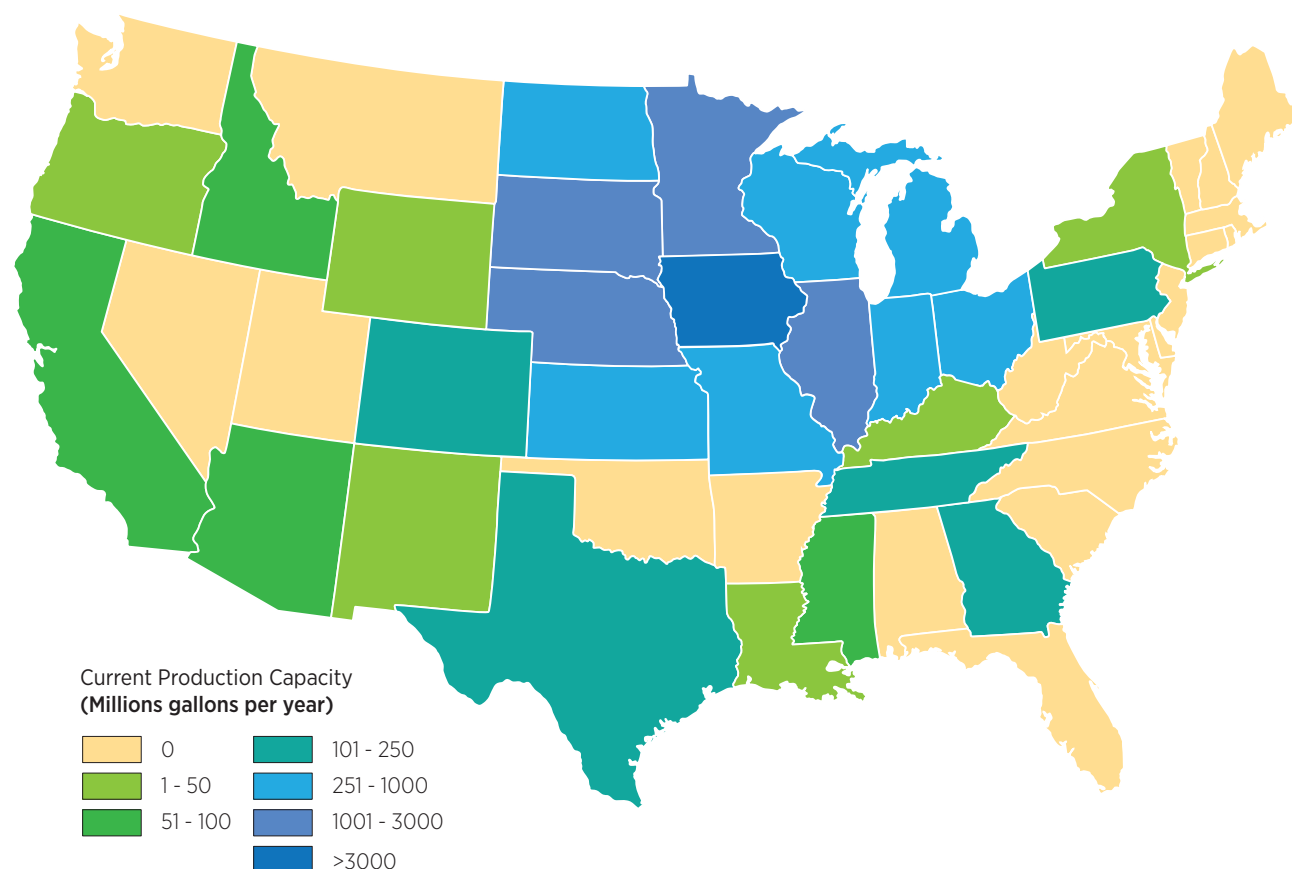 Current Production Capacity
(Millions gallons per year)
0
1 - 50
51 - 100
101 - 250
251 - 1000
1001 - 3000
>3000